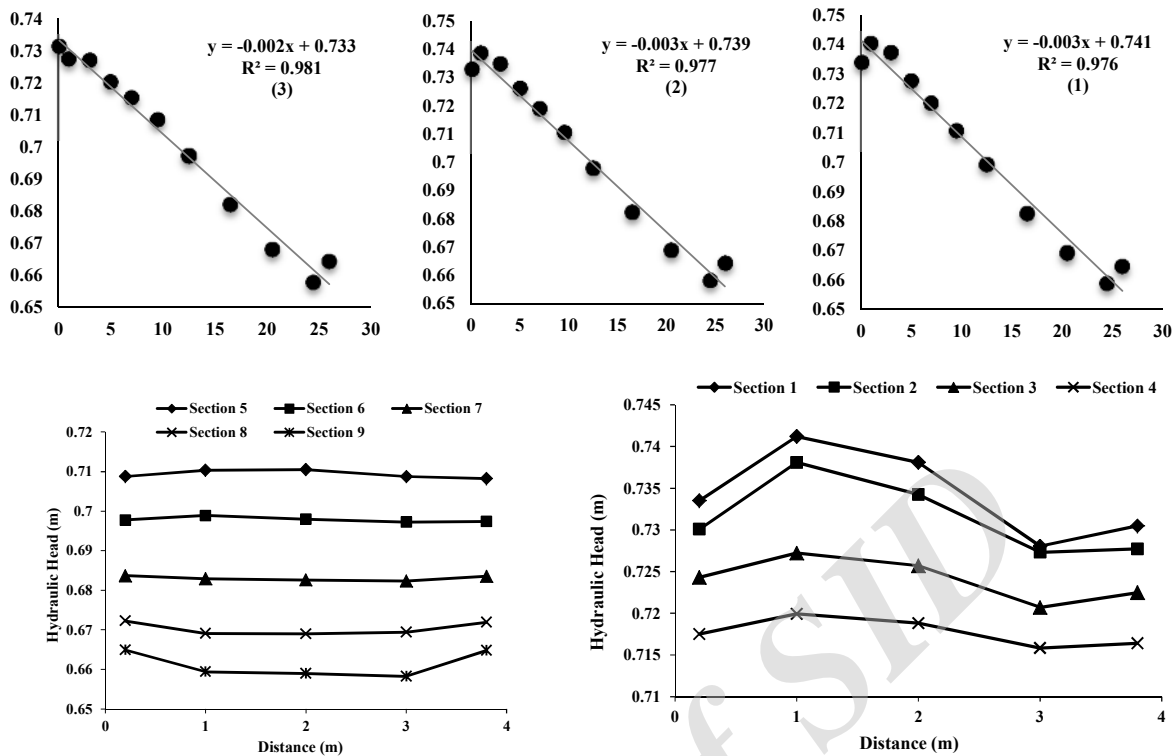 0.74
0.73
0.72
0.71
0.7
0.69
0.68
0.67
0.66
0.65
0 5 10 15 20 25 30
y = -0.002x + 0.733
R² = 0.981
(3)
0.75
0.74
0.73
0.72
0.71
0.7
0.69
0.68
0.67
0.66
0.65
0 5 10 15 20 25 30
y = -0.003x + 0.739
R² = 0.977
(2)
0.75
0.74
0.73
0.72
0.71
0.7
0.69
0.68
0.67
0.66
0.65
0 5 10 15 20 25 30
y = -0.003x + 0.741
R² = 0.976
(1)
Section 5 Section 6 Section 7
Section 8 Section 9
Hydraulic Head (m)
0.72
0.71
0.7
0.69
0.68
0.67
0.66
0.65
0 1 2 3 4
Distance (m)
Section 1 Section 2 Section 3 Section 4
Hydraulic Head (m)
0.745
0.74
0.735
0.73
0.725
0.72
0.715
0.71
0 1 2 3 4
Distance (m)
f SID